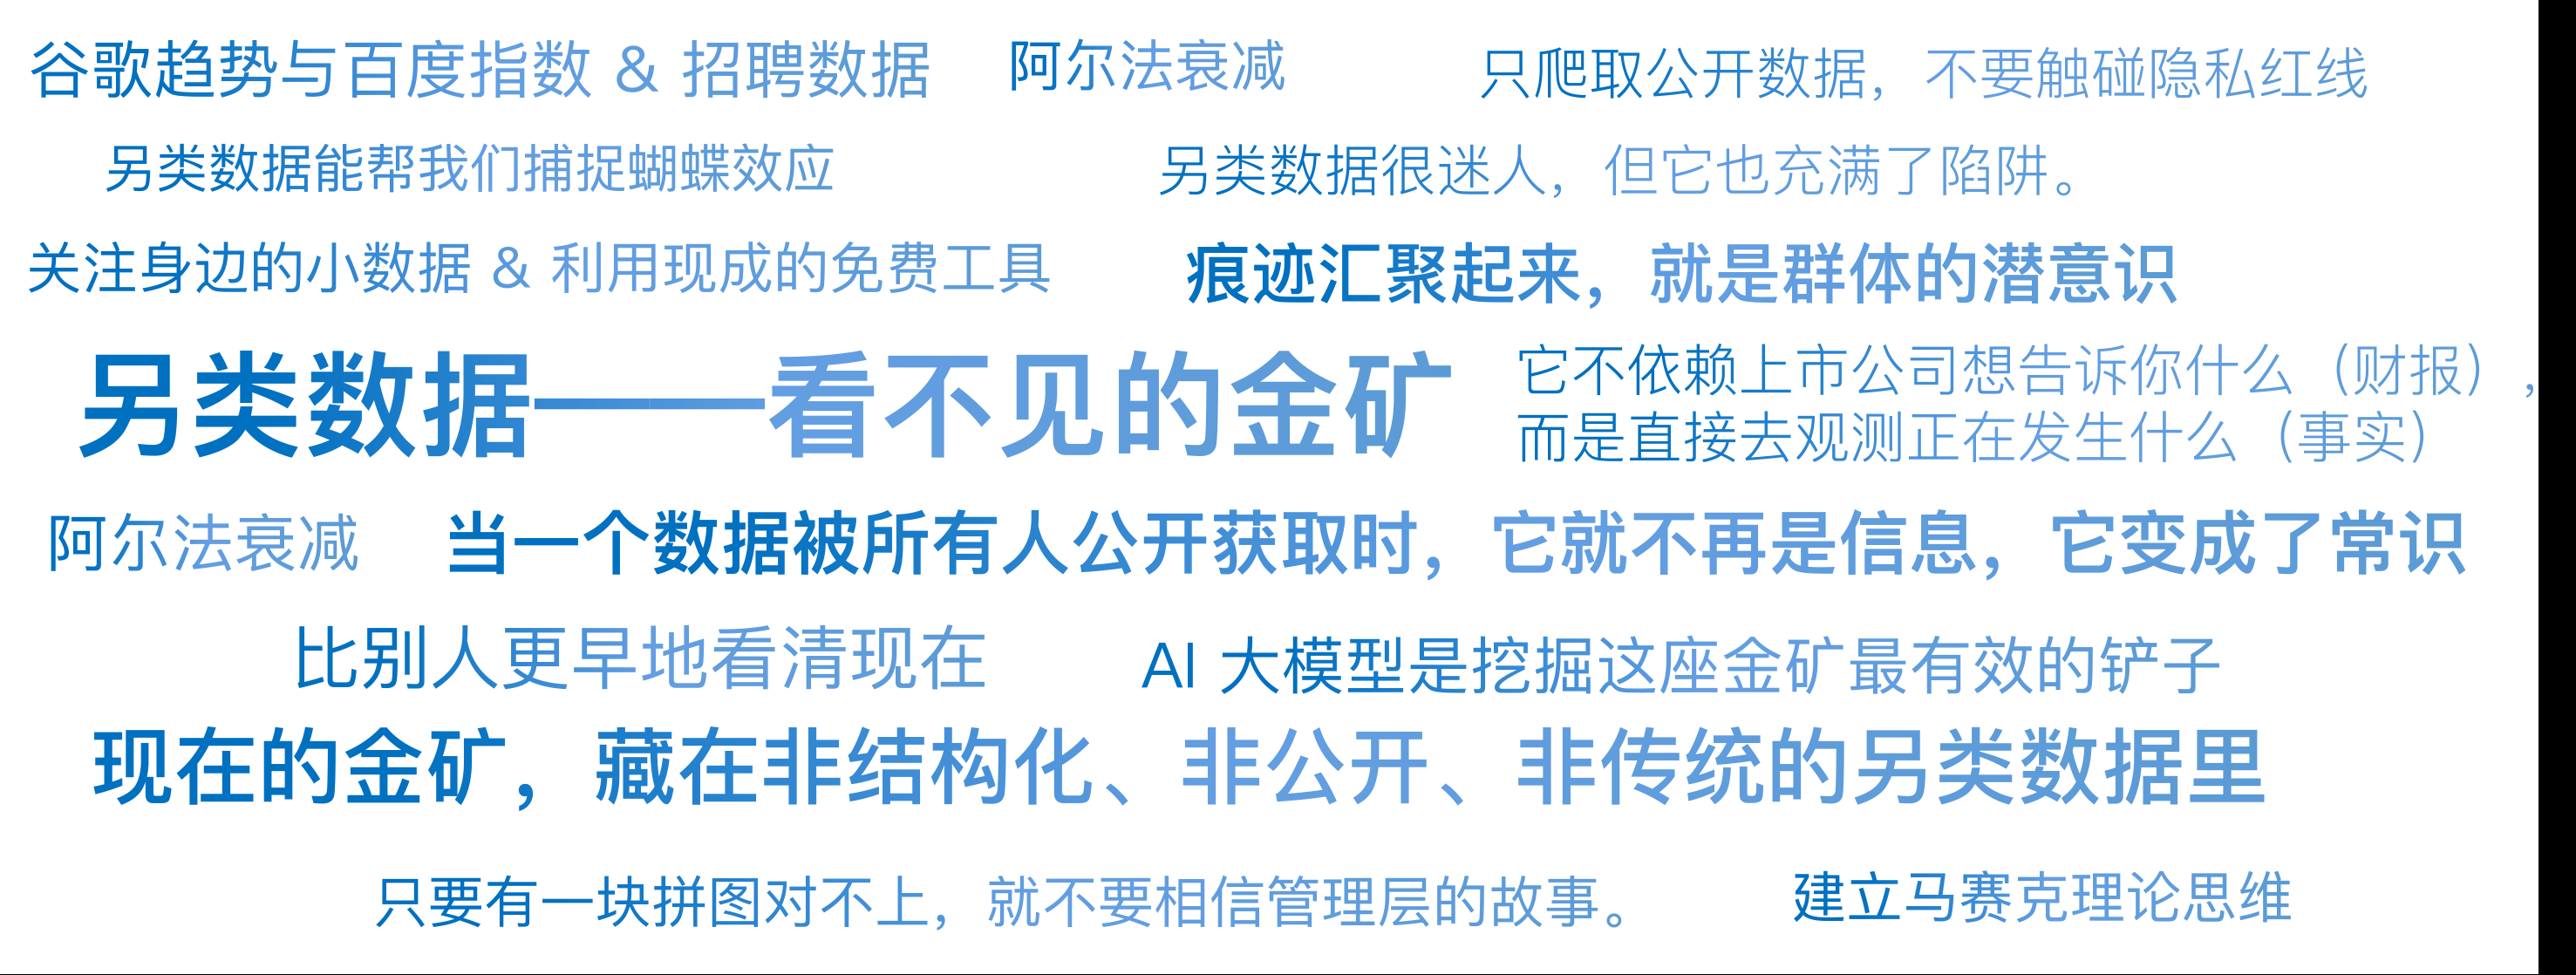 谷歌趋势与百度指数 & 招聘数据
阿尔法衰减
只爬取公开数据，不要触碰隐私红线
另类数据能帮我们捕捉蝴蝶效应
另类数据很迷人，但它也充满了陷阱。
关注身边的小数据 & 利用现成的免费工具
痕迹汇聚起来，就是群体的潜意识
另类数据——看不见的金矿
它不依赖上市公司想告诉你什么（财报），
而是直接去观测正在发生什么（事实）
阿尔法衰减
当一个数据被所有人公开获取时，它就不再是信息，它变成了常识
比别人更早地看清现在
AI 大模型是挖掘这座金矿最有效的铲子
现在的金矿，藏在非结构化、非公开、非传统的另类数据里
只要有一块拼图对不上，就不要相信管理层的故事。
建立马赛克理论思维